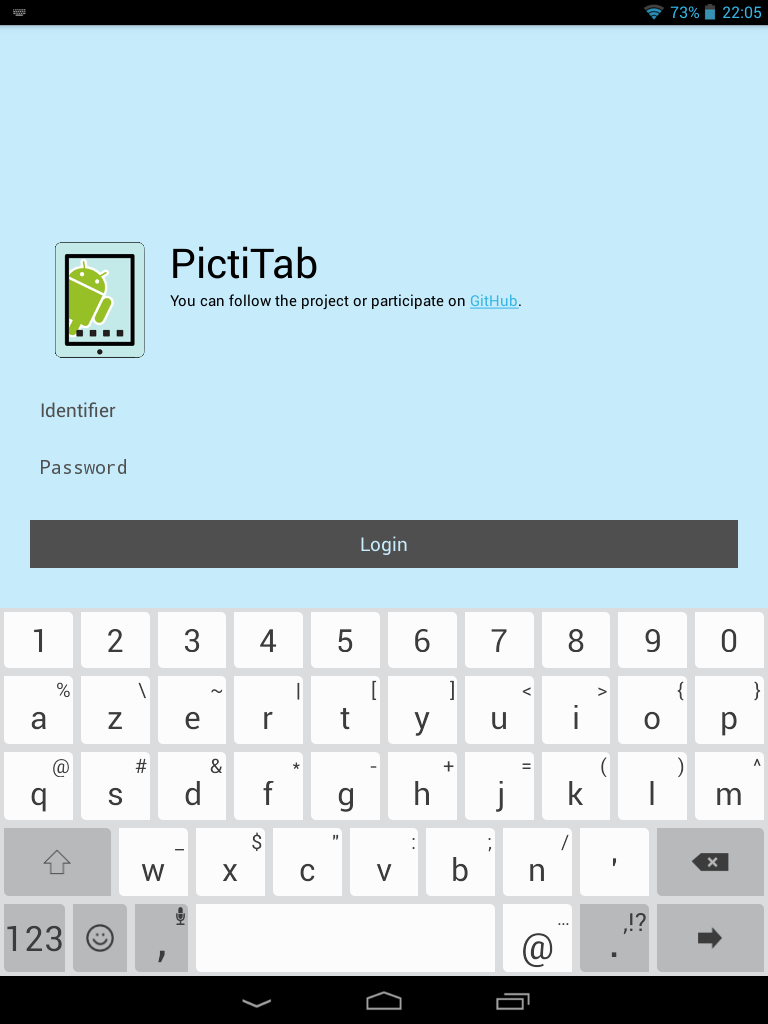 73% 22:05
PictiTab
You can follow the project or participate on GitHub.
Identifier
Password
Login
1 2 3 4 5 6 7 8 9 0
% \ ~ | [ ] < > { }
a z e r t y u i o p
@ # & * - + = ( ) ^
q s d f g h j k l m
_ $ " : ; /
w x c v b n '
... ,!?
123 , @ .